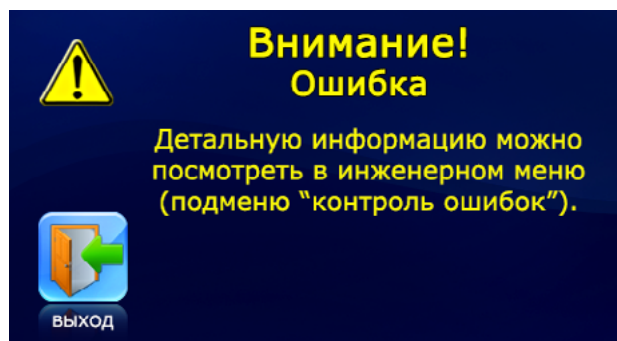 Внимание!
Ошибка
Детальную информацию можно
посмотреть в инженерном меню
(подменю “контроль ошибок”).
выход